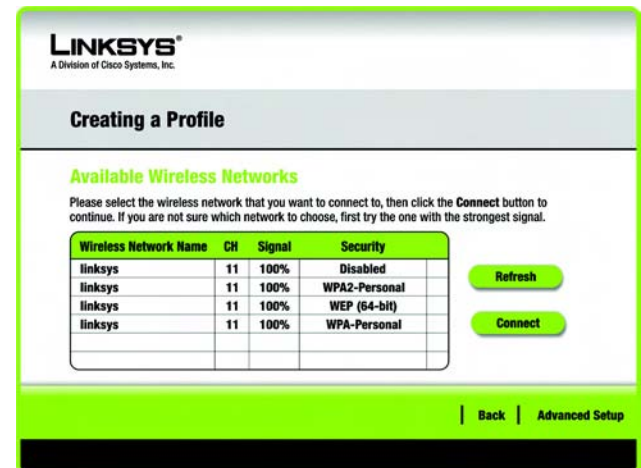 LINKSYS®
A Division of Cisco Systems, Inc.
Creating a Profile
Available Wireless Networks
Please select the wireless network that you want to connect to, then click the Connect button to
continue. If you are not sure which network to choose, first try the one with the strongest signal.
Wireless Network Name CH Signal Security
linksys 11 100% Disabled
linksys 11 100% WPA2-Personal
linksys 11 100% WEP (64-bit)
linksys 11 100% WPA-Personal
Refresh
Connect
Back Advanced Setup